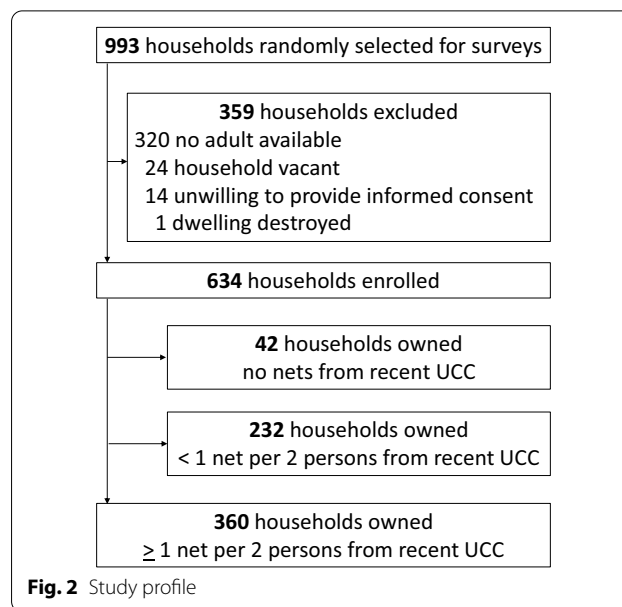 993 households randomly selected for surveys
359 households excluded
320 no adult available
24 household vacant
14 unwilling to provide informed consent
1 dwelling destroyed
634 households enrolled
42 households owned
no nets from recent UCC
232 households owned
< 1 net per 2 persons from recent UCC
360 households owned
≥ 1 net per 2 persons from recent UCC
Fig. 2 Study profile